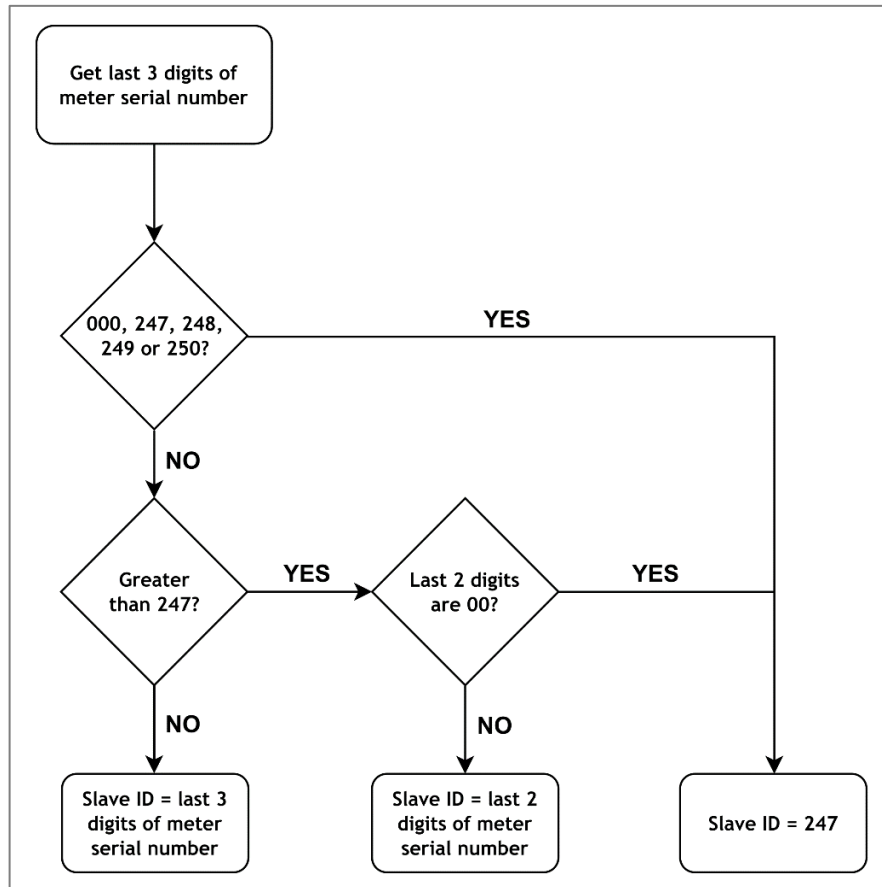 Get last 3 digits of
meter serial number
000, 247, 248,
249 or 250?
YES
NO
Greater
than 247?
YES
Last 2 digits
are 00?
YES
NO
NO
Slave ID = last 3
digits of meter
serial number
Slave ID = last 2
digits of meter
serial number
Slave ID = 247